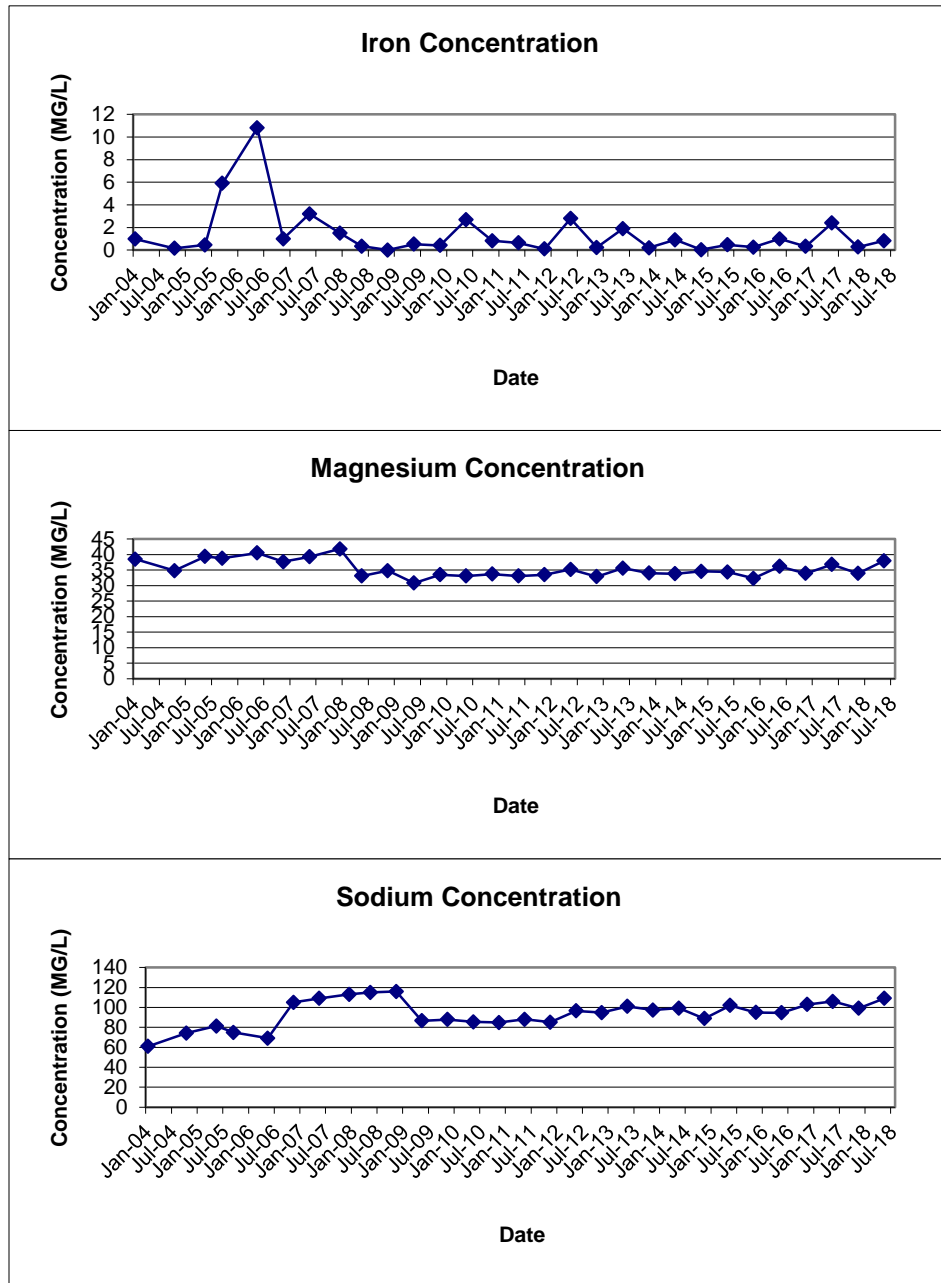 Iron Concentration
Concentration (MG/L)
12
10
8
6
4
2
0
Jan-04
Jul-04
Jan-05
Jul-05
Jan-06
Jul-06
Jan-07
Jul-07
Jan-08
Jul-08
Jan-09
Jul-09
Jan-10
Jul-10
Jan-11
Jul-11
Jan-12
Jul-12
Jan-13
Jul-13
Jan-14
Jul-14
Jan-15
Jul-15
Jan-16
Jul-16
Jan-17
Jul-17
Jan-18
Jul-18
Date
Magnesium Concentration
Concentration (MG/L)
45
40
35
30
25
20
15
10
5
0
Jan-04
Jul-04
Jan-05
Jul-05
Jan-06
Jul-06
Jan-07
Jul-07
Jan-08
Jul-08
Jan-09
Jul-09
Jan-10
Jul-10
Jan-11
Jul-11
Jan-12
Jul-12
Jan-13
Jul-13
Jan-14
Jul-14
Jan-15
Jul-15
Jan-16
Jul-16
Jan-17
Jul-17
Jan-18
Jul-18
Date
Sodium Concentration
Concentration (MG/L)
140
120
100
80
60
40
20
0
Jan-04
Jul-04
Jan-05
Jul-05
Jan-06
Jul-06
Jan-07
Jul-07
Jan-08
Jul-08
Jan-09
Jul-09
Jan-10
Jul-10
Jan-11
Jul-11
Jan-12
Jul-12
Jan-13
Jul-13
Jan-14
Jul-14
Jan-15
Jul-15
Jan-16
Jul-16
Jan-17
Jul-17
Jan-18
Jul-18
Date